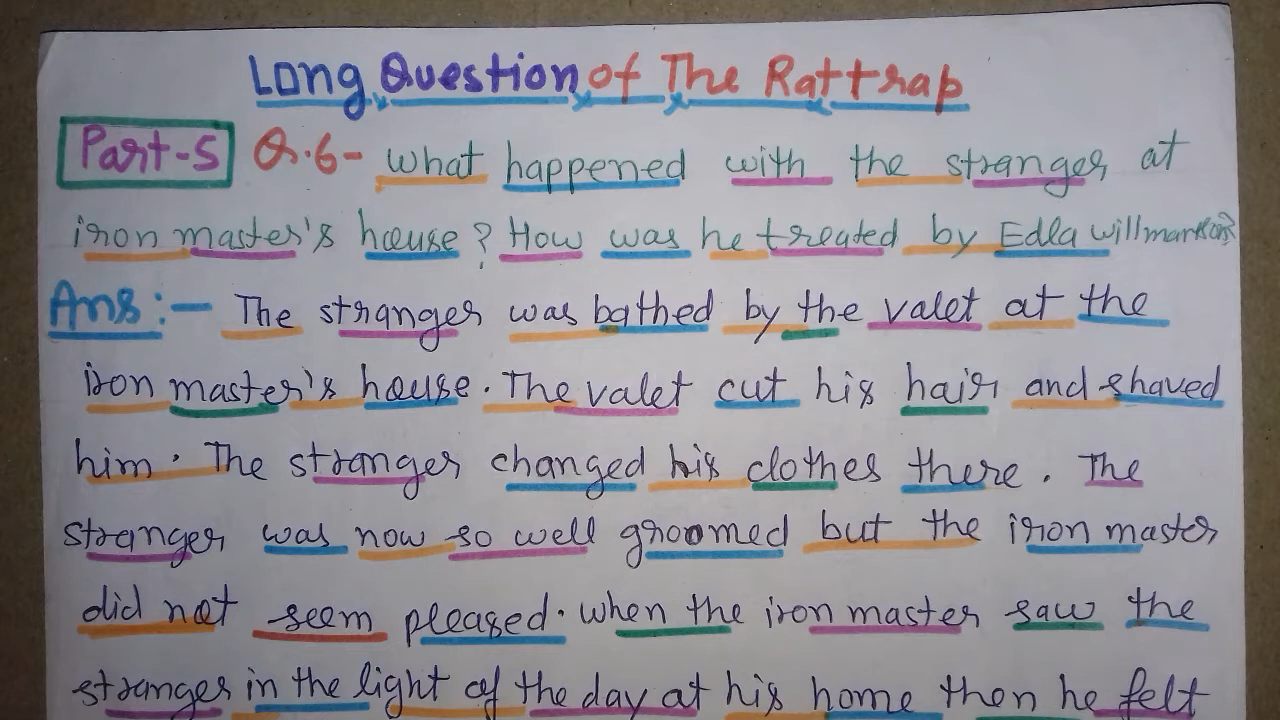 Long Question of The Rattrap
Part-5 Q.6- What happened with the stranger at
iron master's house? How was he treated by Edla willmanson?
Ans:- The stranger was bathed by the valet at the
iron master's house. The valet cut his hair and shaved
him. The stranger changed his clothes there. The
stranger was now so well groomed but the iron master
did not seem pleased. when the iron master saw the
stranger in the light of the day at his home then he felt